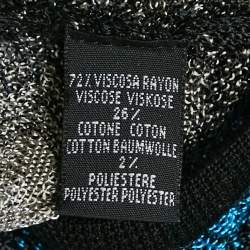 72% VISCOSA RAYON
VISCOSE VISKOSE
26%
COTONE COTON
COTTON BAUMWOLLE
2%
POLIESTERE
POLYESTER POLYESTER